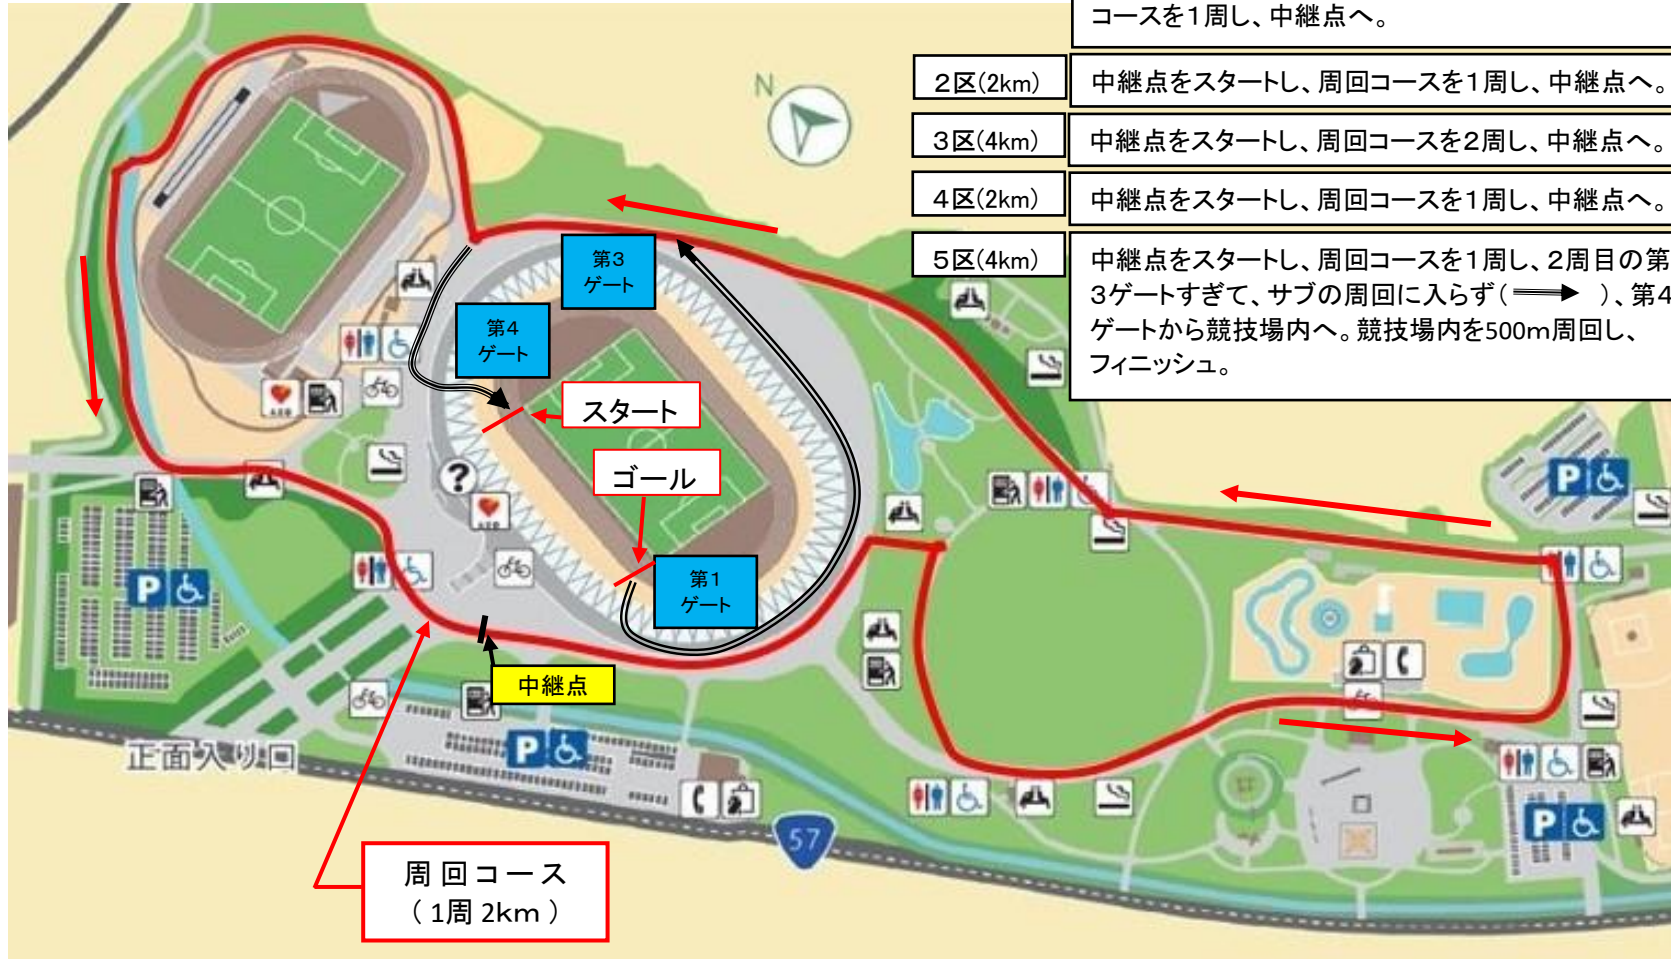 コースを1周し、中継点へ。
2区(2km)
中継点をスタートし、周回コースを1周し、中継点へ。
3区(4km)
中継点をスタートし、周回コースを2周し、中継点へ。
4区(2km)
中継点をスタートし、周回コースを1周し、中継点へ。
5区(4km)
中継点をスタートし、周回コースを1周し、2周目の第
3ゲートすぎて、サブの周回に入らず( )、第4
ゲートから競技場内へ。競技場内を500m周回し、
フィニッシュ。
N
第3
ゲート
第4
ゲート
スタート
ゴール
第1
ゲート
?
AED
AED
P
P
P
P
中継点
正面入り口
57
周回コース
(1周 2km)